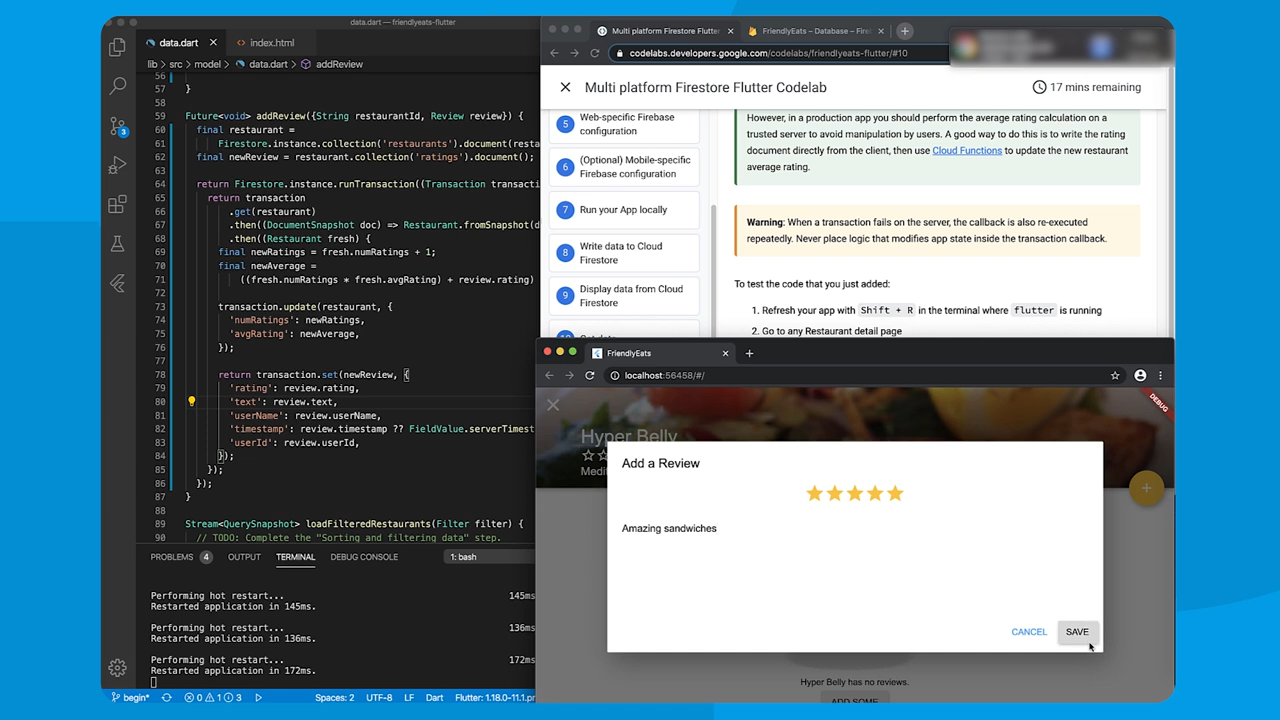 data.dart — friendlyeats-flutter
data.dart
index.html
lib > src > model > data.dart > addReview
56
57 }
58
59 Future<void> addReview({String restaurantId, Review review}) {
60 final restaurant =
61 Firestore.instance.collection('restaurants').document(resta
62 final newReview = restaurant.collection('ratings').document();
63
64 return Firestore.instance.runTransaction((Transaction transacti
65 return transaction
66 .get(restaurant)
67 .then((DocumentSnapshot doc) => Restaurant.fromSnapshot(d
68 .then((Restaurant fresh) {
69 final newRatings = fresh.numRatings + 1;
70 final newAverage =
71 ((fresh.numRatings * fresh.avgRating) + review.rating)
72
73 transaction.update(restaurant, {
74 'numRatings': newRatings,
75 'avgRating': newAverage,
76 });
77
78 return transaction.set(newReview, {
79 'rating': review.rating,
80 'text': review.text,
81 'userName': review.userName,
82 'timestamp': review.timestamp ?? FieldValue.serverTimest
83 'userId': review.userId,
84 });
85 });
86 });
87 }
88
89 Stream<QuerySnapshot> loadFilteredRestaurants(Filter filter) {
90 // TODO: Complete the "Sorting and filtering data" step.
3
PROBLEMS 4 OUTPUT TERMINAL DEBUG CONSOLE 1: bash
Performing hot restart... 145ms
Restarted application in 145ms.
Performing hot restart... 136ms
Restarted application in 136ms.
Performing hot restart... 172ms
Restarted application in 172ms.
begin* 0 1 3 Spaces: 2 UTF-8 LF Dart Flutter: 1.18.0-11.1.pr
Multi platform Firestore Flutter
FriendlyEats – Database – Fire
codelabs.developers.google.com/codelabs/friendlyeats-flutter/#10
Multi platform Firestore Flutter Codelab
17 mins remaining
5 Web-specific Firebase
configuration
6 (Optional) Mobile-specific
Firebase configuration
7 Run your App locally
8 Write data to Cloud
Firestore
9 Display data from Cloud
Firestore
However, in a production app you should perform the average rating calculation on
a trusted server to avoid manipulation by users. A good way to do this is to write the rating
document directly from the client, then use Cloud Functions to update the new restaurant
average rating.
Warning: When a transaction fails on the server, the callback is also re-executed
repeatedly. Never place logic that modifies app state inside the transaction callback.
To test the code that you just added:
1. Refresh your app with Shift + R in the terminal where flutter is running
2. Go to any Restaurant detail page
FriendlyEats
localhost:56458/#/
DEBUG
Hyper Belly
Medit
Add a Review
Amazing sandwiches
CANCEL SAVE
Hyper Belly has no reviews.
ADD SOME